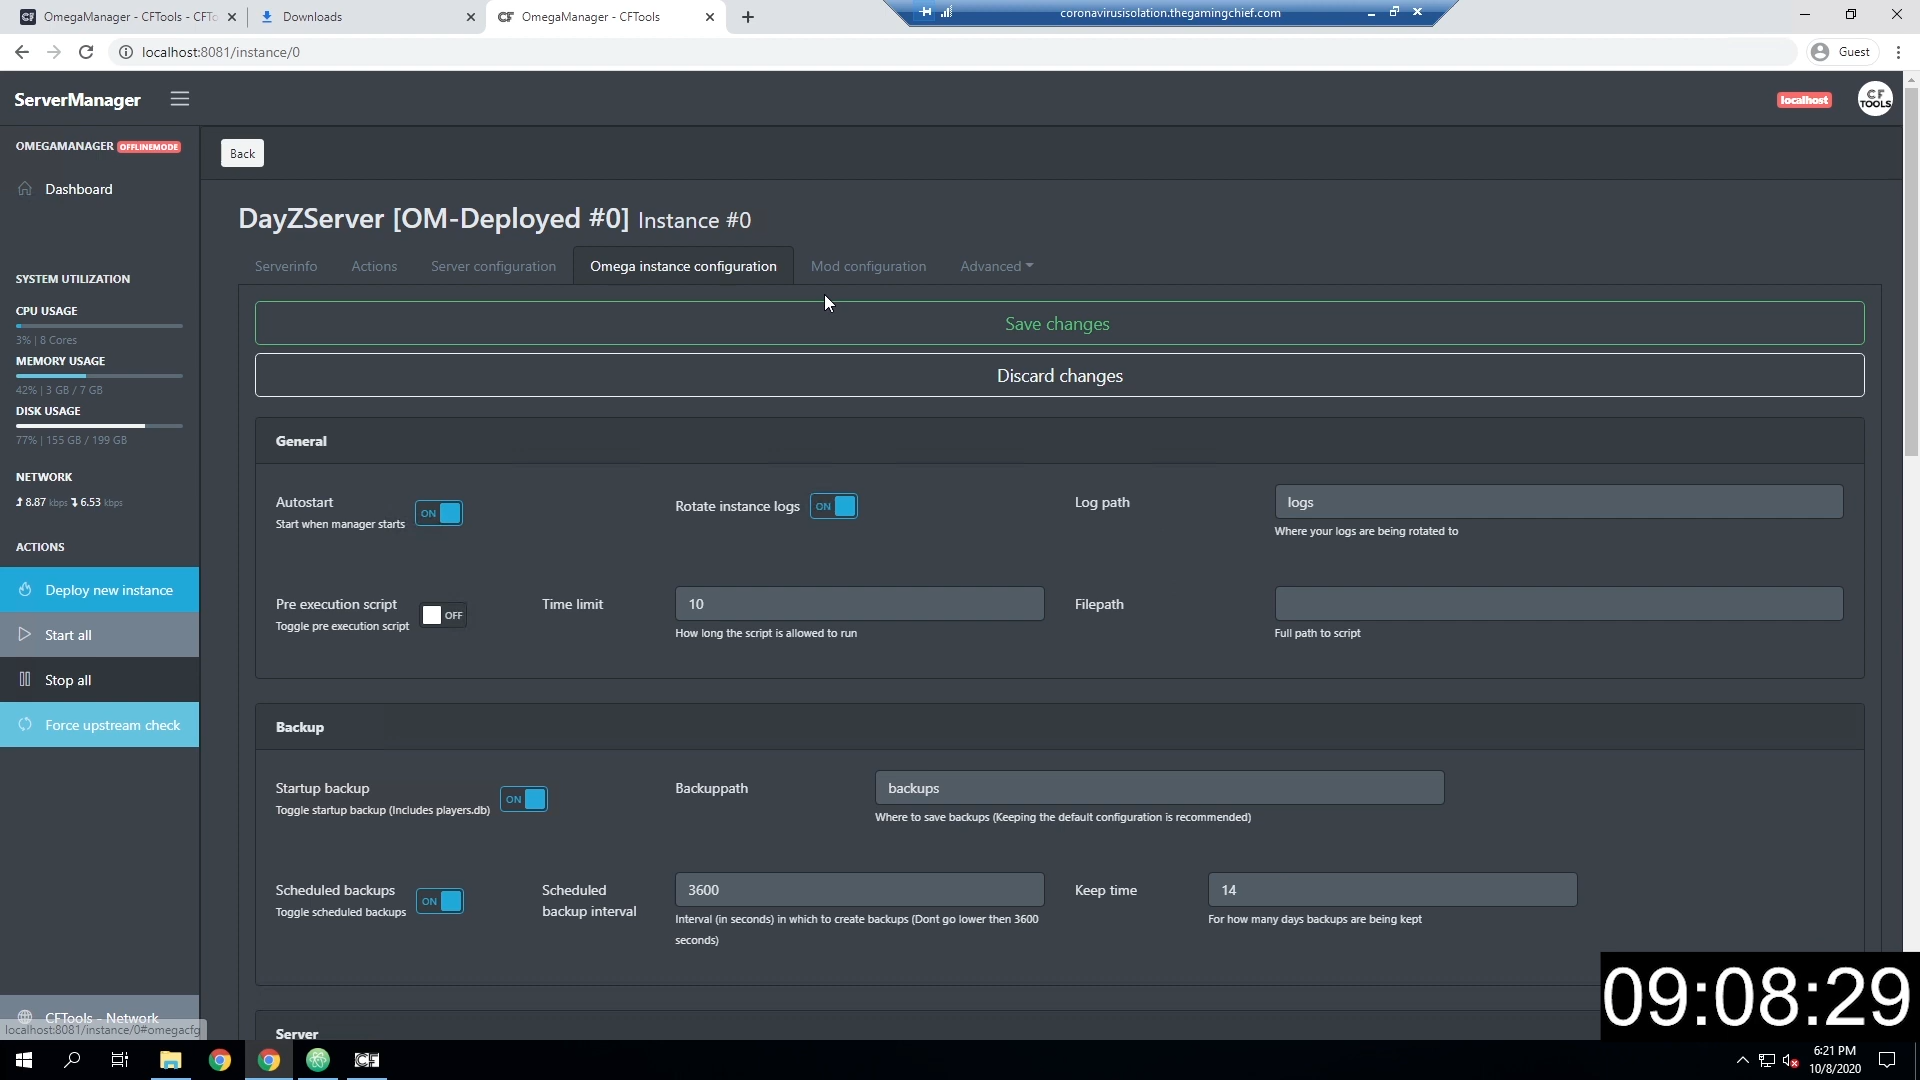 OmegaManager - CFTools - CFTo
Downloads
OmegaManager - CFTools
coronavirusisolation.thegamingchief.com
localhost:8081/instance/0
Guest
ServerManager
localhost
CF
TOOLS
OMEGAMANAGER OFFLINEMODE
Back
Dashboard
DayZServer [OM-Deployed #0] Instance #0
Serverinfo
Actions
Server configuration
Omega instance configuration
Mod configuration
Advanced
SYSTEM UTILIZATION
CPU USAGE
3% | 8 Cores
MEMORY USAGE
42% | 3 GB / 7 GB
DISK USAGE
77% | 155 GB / 199 GB
NETWORK
8.87 kbps 6.53 kbps
ACTIONS
Deploy new instance
Start all
Stop all
Force upstream check
CFTools - Network
localhost:8081/instance/0#omegacfg
Save changes
Discard changes
General
Autostart
Start when manager starts
ON
Rotate instance logs
ON
Log path
logs
Where your logs are being rotated to
Pre execution script
Toggle pre execution script
OFF
Time limit
10
How long the script is allowed to run
Filepath
Full path to script
Backup
Startup backup
Toggle startup backup (Includes players.db)
ON
Backuppath
backups
Where to save backups (Keeping the default configuration is recommended)
Scheduled backups
Toggle scheduled backups
ON
Scheduled
backup interval
3600
Interval (in seconds) in which to create backups (Dont go lower then 3600
seconds)
Keep time
14
For how many days backups are being kept
Server
09:08:29
CF
6:21 PM
10/8/2020